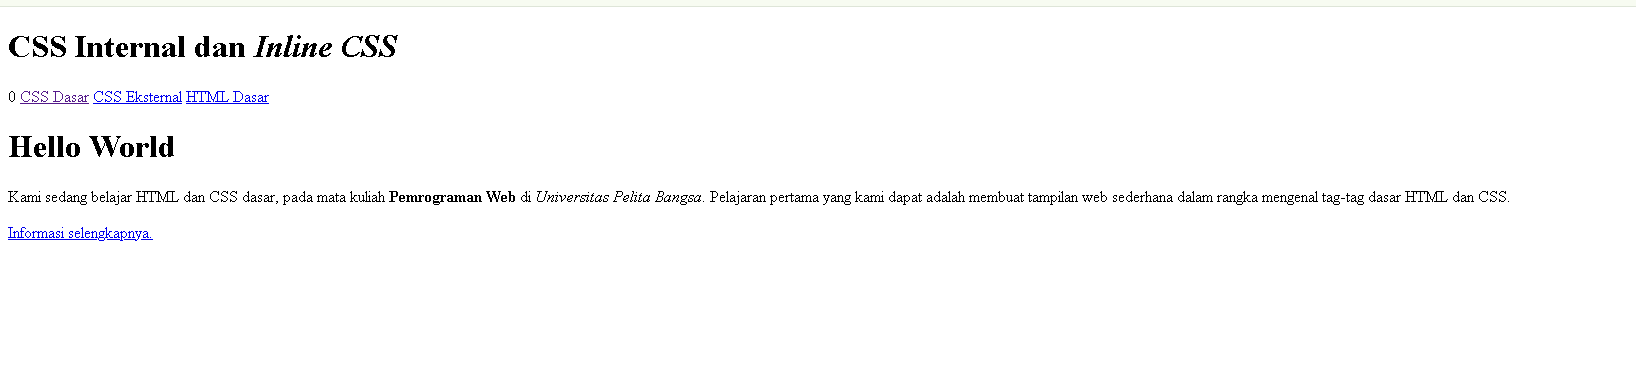 CSS Internal dan Inline CSS
0 CSS Dasar CSS Eksternal HTML Dasar
Hello World
Kami sedang belajar HTML dan CSS dasar, pada mata kuliah Pemrograman Web di Universitas Pelita Bangsa. Pelajaran pertama yang kami dapat adalah membuat tampilan web sederhana dalam rangka mengenal tag-tag dasar HTML dan CSS.
Informasi selengkapnya.